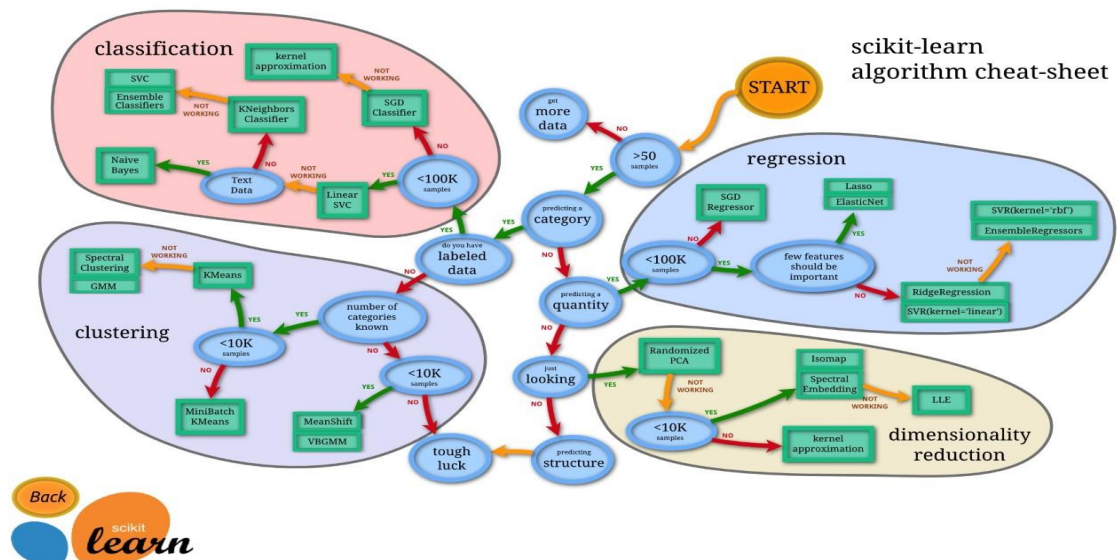 scikit-learn
algorithm cheat-sheet
START
classification
kernel
approximation
NOT
WORKING
SVC
Ensemble
Classifiers
NOT
WORKING
KNeighbors
Classifier
SGD
Classifier
get
more
data
NO
>50
samples
YES
Naive
Bayes
YES
NO
Text
Data
NOT
WORKING
Linear
SVC
YES
NO
<100K
samples
predicting a
category
YES
YES
NO
do you have
labeled
data
NO
regression
SGD
Regressor
NO
Lasso
ElasticNet
YES
SVR(kernel='rbf')
EnsembleRegressors
NOT
WORKING
<100K
samples
YES
few features
should be
important
NO
RidgeRegression
SVR(kernel='linear')
predicting a
quantity
YES
NO
clustering
Spectral
Clustering
GMM
NOT
WORKING
KMeans
YES
number of
categories
known
YES
NO
<10K
samples
NO
MiniBatch
KMeans
<10K
samples
YES
NO
MeanShift
VBGMM
tough
luck
just
looking
YES
NO
predicting
structure
Randomized
PCA
NOT
WORKING
<10K
samples
YES
NO
Isomap
Spectral
Embedding
NOT
WORKING
LLE
kernel
approximation
dimensionality
reduction
Back
scikit
learn